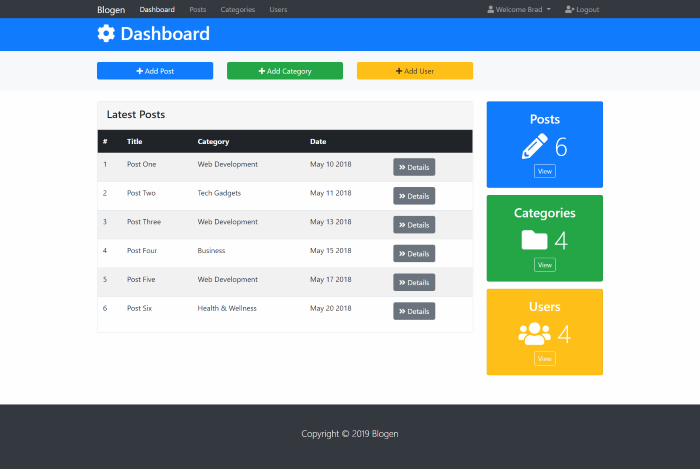 Blogen Dashboard Posts Categories Users Welcome Brad Logout
Dashboard
Add Post Add Category Add User
Latest Posts
# Title Category Date
1 Post One Web Development May 10 2018 Details
2 Post Two Tech Gadgets May 11 2018 Details
3 Post Three Web Development May 13 2018 Details
4 Post Four Business May 15 2018 Details
5 Post Five Web Development May 17 2018 Details
6 Post Six Health & Wellness May 20 2018 Details
Posts
6
View
Categories
4
View
Users
4
View
Copyright © 2019 Blogen